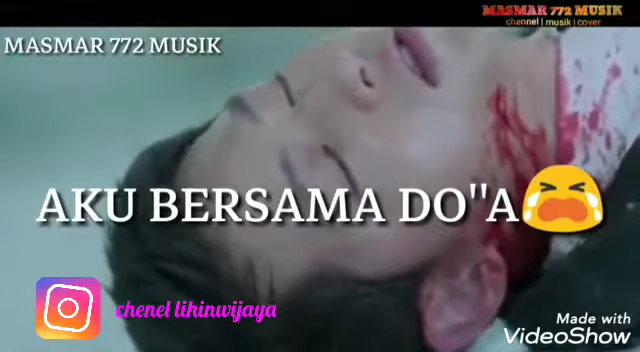 MASMAR 772 MUSIK
chennel | musik | cover
MASMAR 772 MUSIK
AKU BERSAMA DO"A
chenel lihinwijaya
Made with
VideoShow